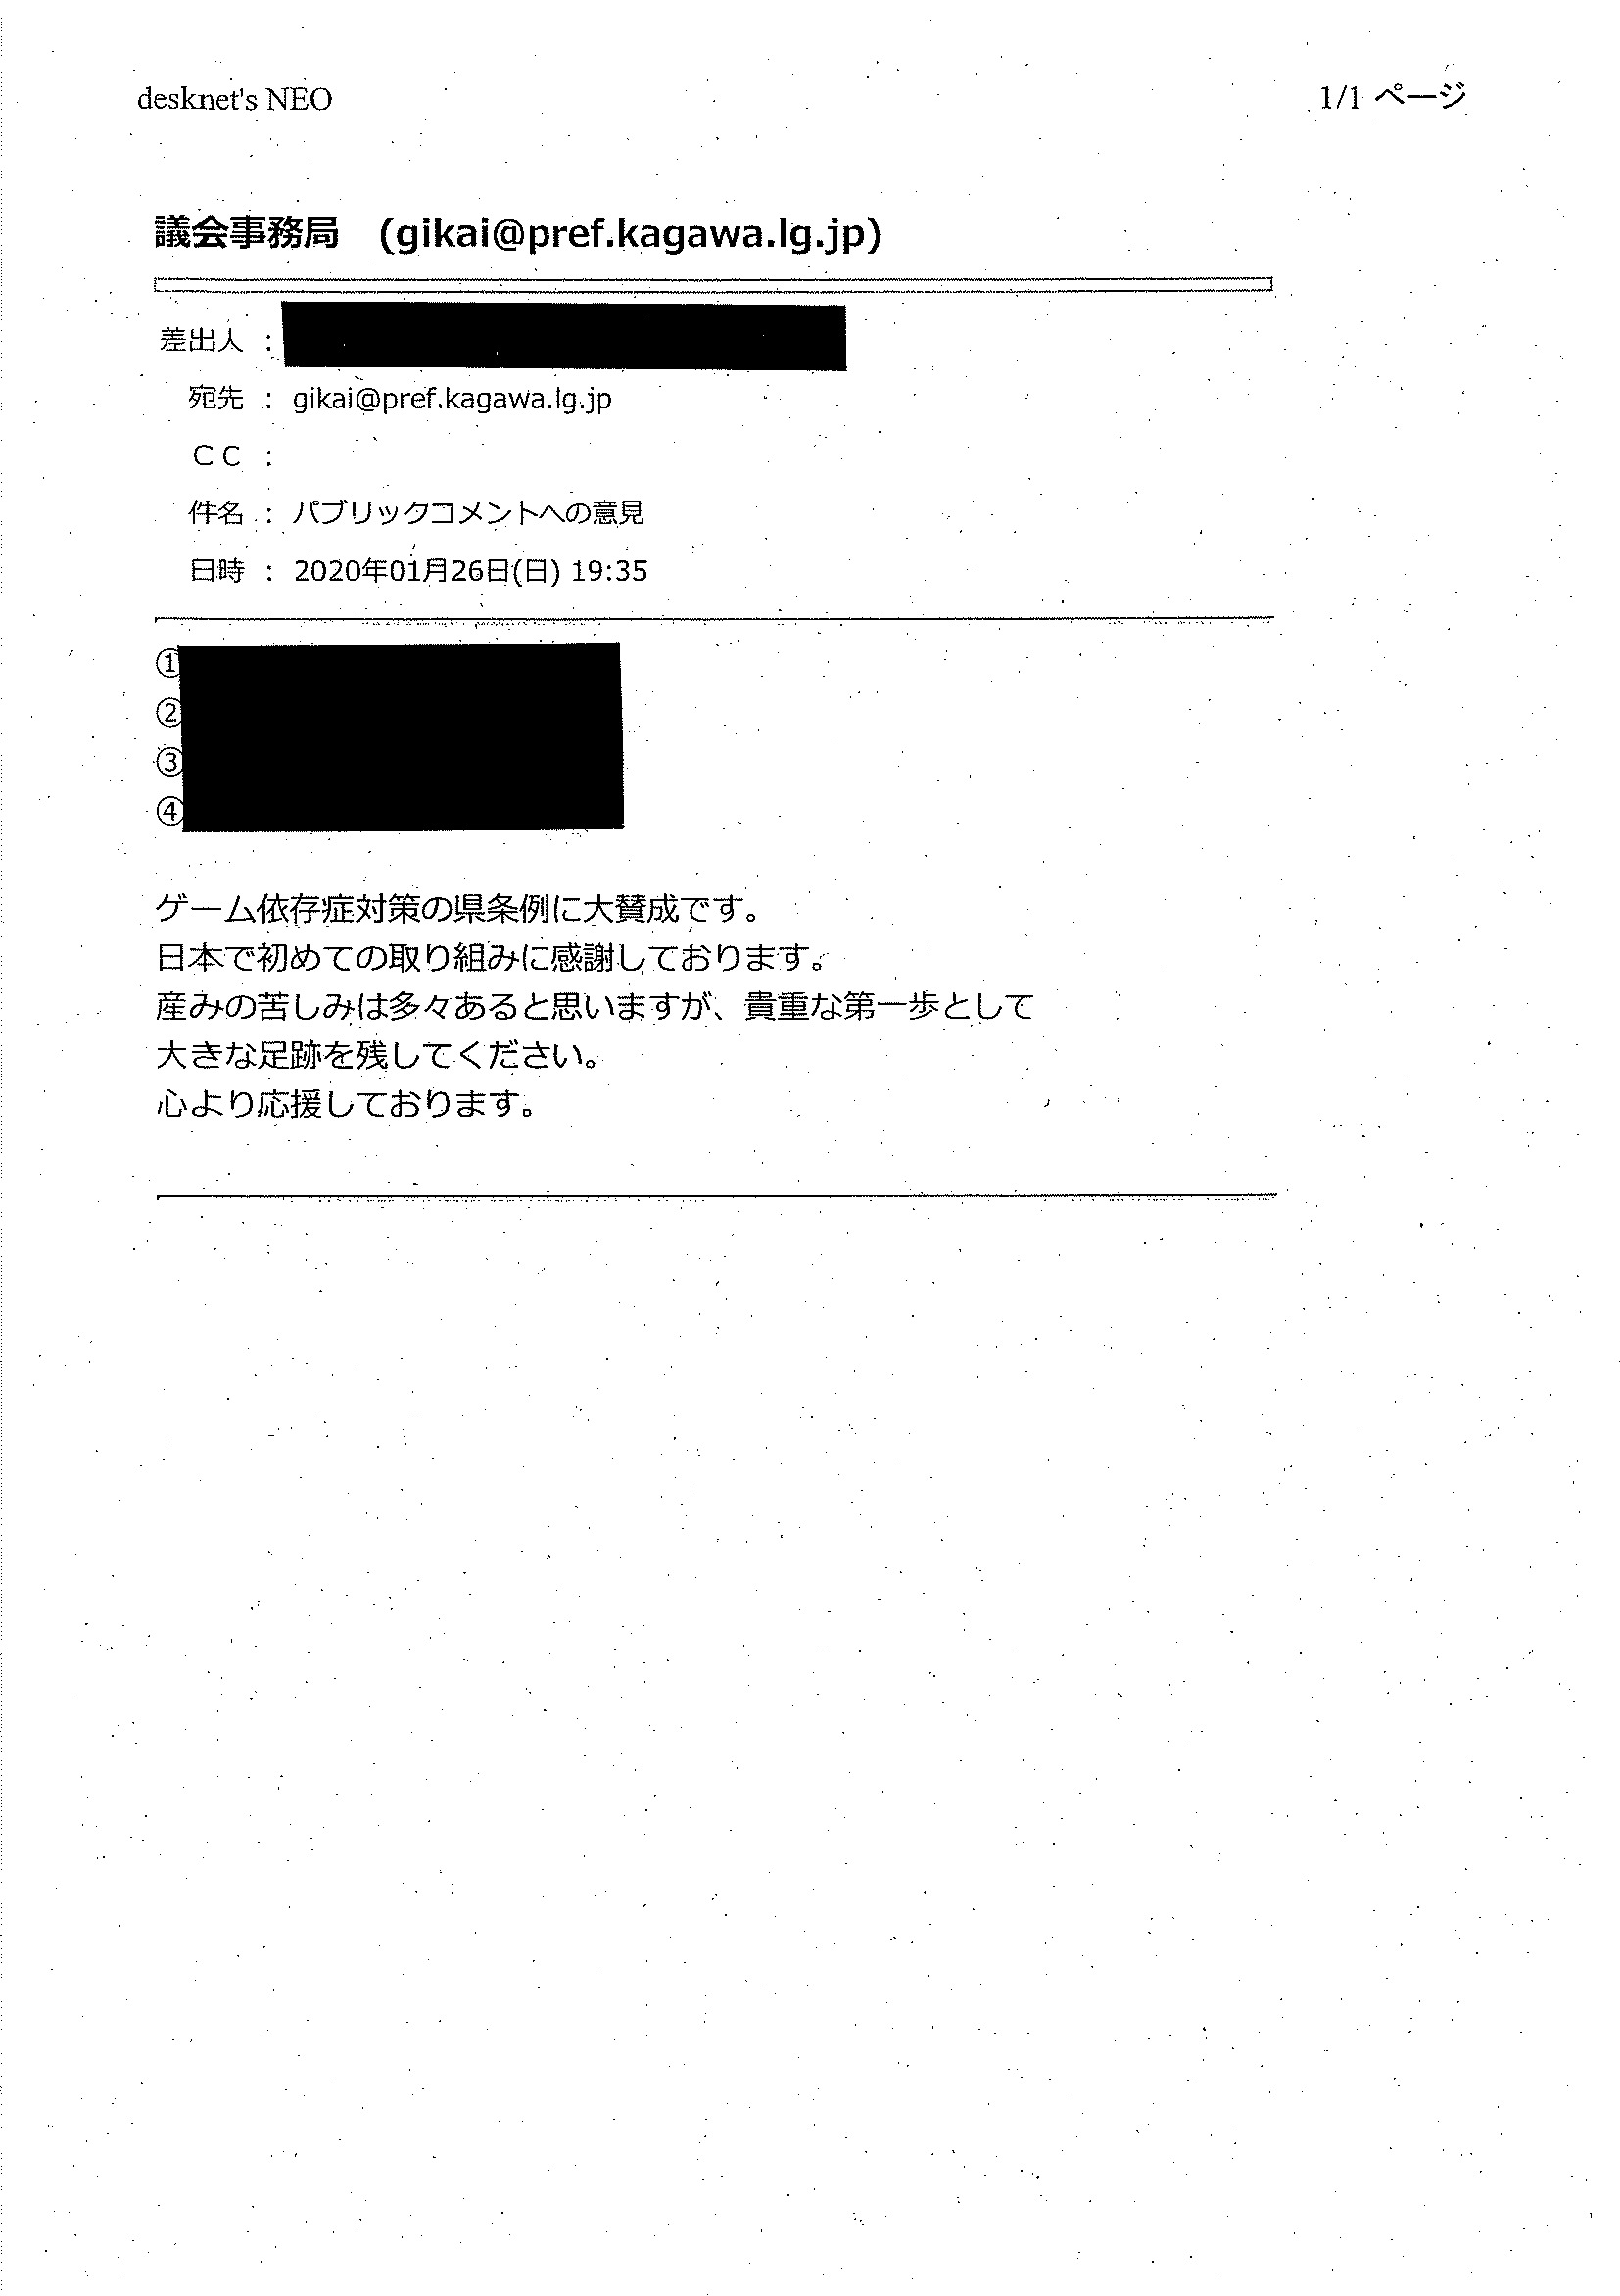 desknet's NEO
1/1 ページ
議会事務局　(gikai@pref.kagawa.lg.jp)
差出人 :
宛先 : gikai@pref.kagawa.lg.jp
ＣＣ :
件名 : パブリックコメントへの意見
日時 : 2020年01月26日(日) 19:35
①
②
③
④
ゲーム依存症対策の県条例に大賛成です。
日本で初めての取り組みに感謝しております。
産みの苦しみは多々あると思いますが、貴重な第一歩として
大きな足跡を残してください。
心より応援しております。